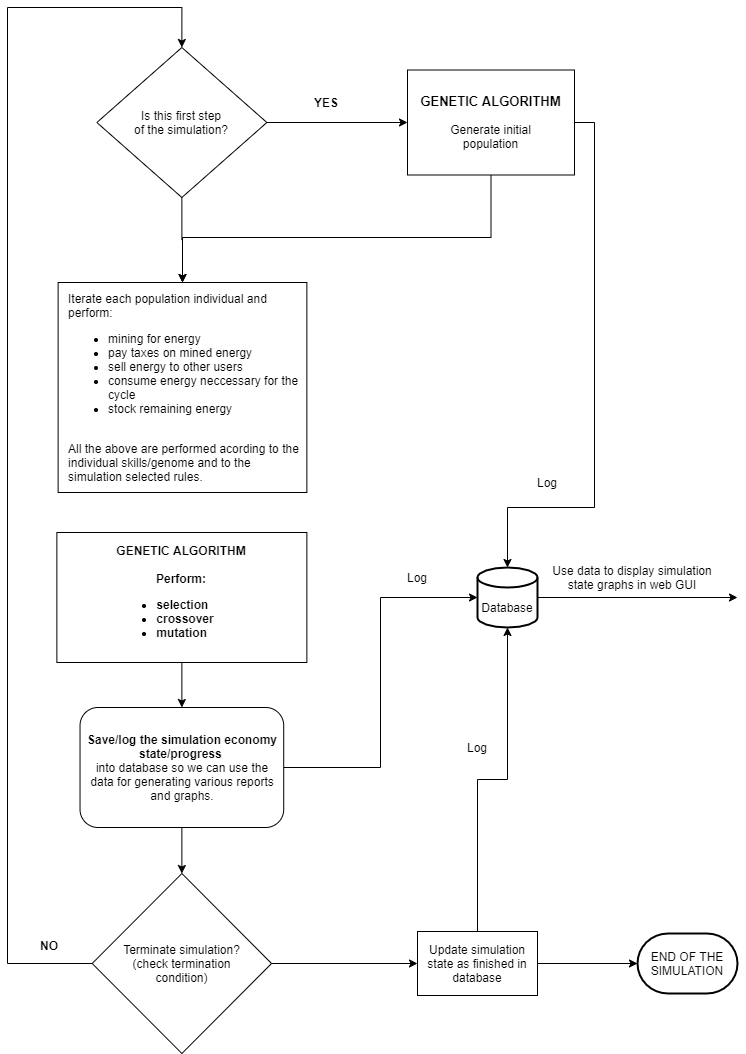 Is this first step
of the simulation?
YES
GENETIC ALGORITHM
Generate initial
population
Iterate each population individual and
perform:
• mining for energy
• pay taxes on mined energy
• sell energy to other users
• consume energy neccessary for the
cycle
• stock remaining energy
All the above are performed acording to the
individual skills/genome and to the
simulation selected rules.
Log
GENETIC ALGORITHM
Perform:
• selection
• crossover
• mutation
Log
Database
Use data to display simulation
state graphs in web GUI
Save/log the simulation economy
state/progress
into database so we can use the
data for generating various reports
and graphs.
Log
NO
Terminate simulation?
(check termination
condition)
Update simulation
state as finished in
database
END OF THE
SIMULATION